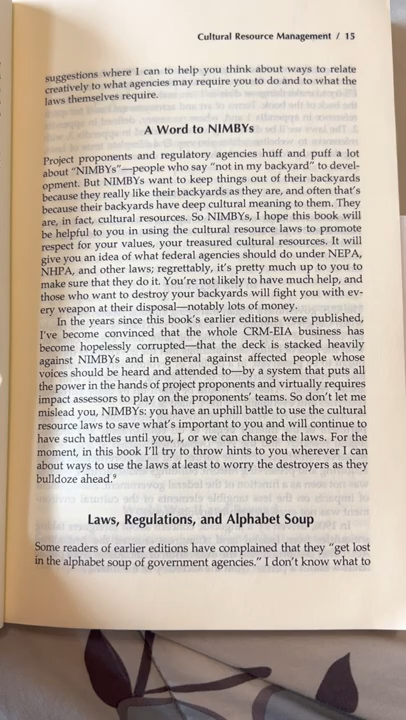 Cultural Resource Management / 15
suggestions where I can to help you think about ways to relate
creatively to what agencies may require you to do and to what the
laws themselves require.
A Word to NIMBYs
Project proponents and regulatory agencies huff and puff a lot
about "NIMBYs"—people who say "not in my backyard" to devel-
opment. But NIMBYs want to keep things out of their backyards
because they really like their backyards as they are, and often that's
because their backyards have deep cultural meaning to them. They
are, in fact, cultural resources. So NIMBYs, I hope this book will
be helpful to you in using the cultural resource laws to promote
respect for your values, your treasured cultural resources. It will
give you an idea of what federal agencies should do under NEPA,
NHPA, and other laws; regrettably, it's pretty much up to you to
make sure that they do it. You're not likely to have much help, and
those who want to destroy your backyards will fight you with ev-
ery weapon at their disposal—notably lots of money.
In the years since this book's earlier editions were published,
I've become convinced that the whole CRM-EIA business has
become hopelessly corrupted—that the deck is stacked heavily
against NIMBYs and in general against affected people whose
voices should be heard and attended to—by a system that puts all
the power in the hands of project proponents and virtually requires
impact assessors to play on the proponents' teams. So don't let me
mislead you, NIMBYs: you have an uphill battle to use the cultural
resource laws to save what's important to you and will continue to
have such battles until you, I, or we can change the laws. For the
moment, in this book I'll try to throw hints to you wherever I can
about ways to use the laws at least to worry the destroyers as they
bulldoze ahead.⁹
Laws, Regulations, and Alphabet Soup
Some readers of earlier editions have complained that they "get lost
in the alphabet soup of government agencies." I don't know what to